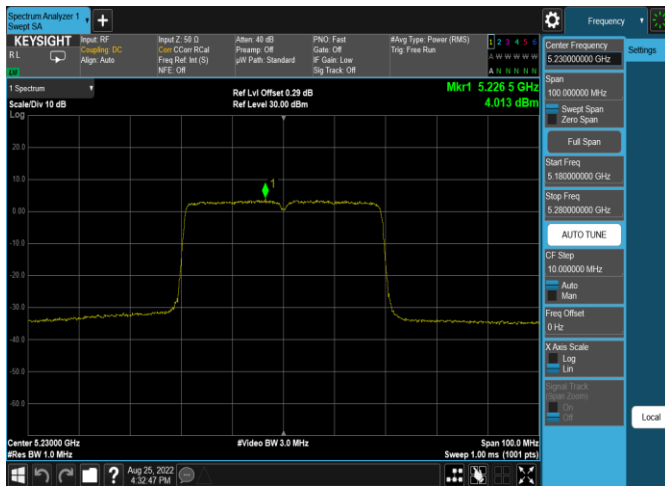 Spectrum Analyzer 1
Swept SA
+
Frequency
KEYSIGHT
RL
Input: RF
Coupling: DC
Align: Auto
Input Z: 50 Ω
Corr CCorr RCal
Freq Ref: Int (S)
NFE: Off
Atten: 40 dB
Preamp: Off
µW Path: Standard
PNO: Fast
Gate: Off
IF Gain: Low
Sig Track: Off
#Avg Type: Power (RMS)
Trig: Free Run
1 2 3 4 5 6
A W W W W W
A N N N N N
1 Spectrum
Scale/Div 10 dB
Log
Ref Lvl Offset 0.29 dB
Ref Level 30.00 dBm
Mkr1 5.226 5 GHz
4.013 dBm
20.0
10.0
0.00
-10.0
-20.0
-30.0
-40.0
-50.0
-60.0
1
Center 5.23000 GHz
#Res BW 1.0 MHz
#Video BW 3.0 MHz
Span 100.0 MHz
Sweep 1.00 ms (1001 pts)
Center Frequency
5.230000000 GHz
Settings
Span
100.000000 MHz
Swept Span
Zero Span
Full Span
Start Freq
5.180000000 GHz
Stop Freq
5.280000000 GHz
AUTO TUNE
CF Step
10.000000 MHz
Auto
Man
Freq Offset
0 Hz
X Axis Scale
Log
Lin
Signal Track
(Span Zoom)
On
Off
Local
?
Aug 25, 2022
4:32:47 PM